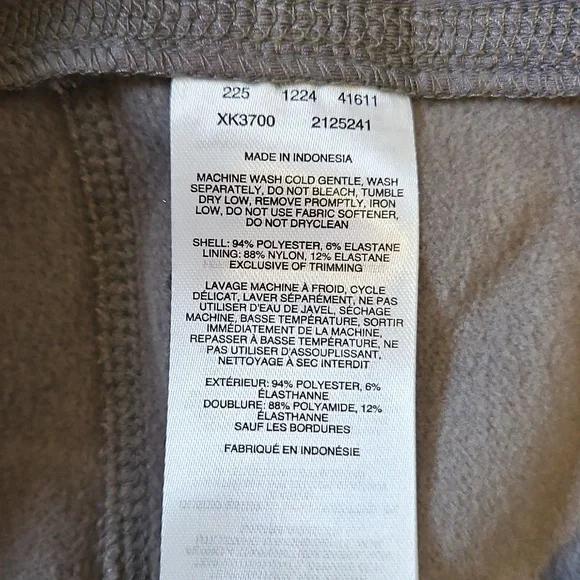 225 1224 41611
XK3700 2125241
MADE IN INDONESIA
MACHINE WASH COLD GENTLE, WASH
SEPARATELY, DO NOT BLEACH, TUMBLE
DRY LOW, REMOVE PROMPTLY, IRON
LOW, DO NOT USE FABRIC SOFTENER,
DO NOT DRYCLEAN
SHELL: 94% POLYESTER, 6% ELASTANE
LINING: 88% NYLON, 12% ELASTANE
EXCLUSIVE OF TRIMMING
LAVAGE MACHINE À FROID, CYCLE
DÉLICAT, LAVER SÉPARÉMENT, NE PAS
UTILISER D'EAU DE JAVEL, SÉCHAGE
MACHINE, BASSE TEMPÉRATURE, SORTIR
IMMÉDIATEMENT DE LA MACHINE,
REPASSER À BASSE TEMPÉRATURE, NE
PAS UTILISER D'ASSOUPLISSANT,
NETTOYAGE À SEC INTERDIT
EXTÉRIEUR: 94% POLYESTER, 6%
ÉLASTHANNE
DOUBLURE: 88% POLYAMIDE, 12%
ÉLASTHANNE
SAUF LES BORDURES
FABRIQUÉ EN INDONÉSIE